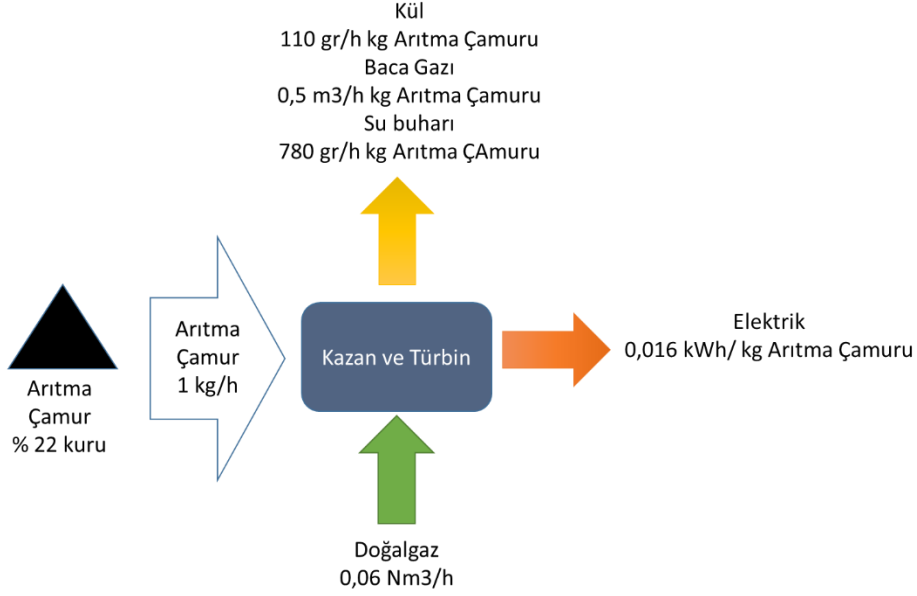 Kül
110 gr/h kg Arıtma Çamuru
Baca Gazı
0,5 m3/h kg Arıtma Çamuru
Su buharı
780 gr/h kg Arıtma ÇAmuru
Arıtma
Çamur
% 22 kuru
Arıtma
Çamur
1 kg/h
Kazan ve Türbin
Elektrik
0,016 kWh/ kg Arıtma Çamuru
Doğalgaz
0,06 Nm3/h